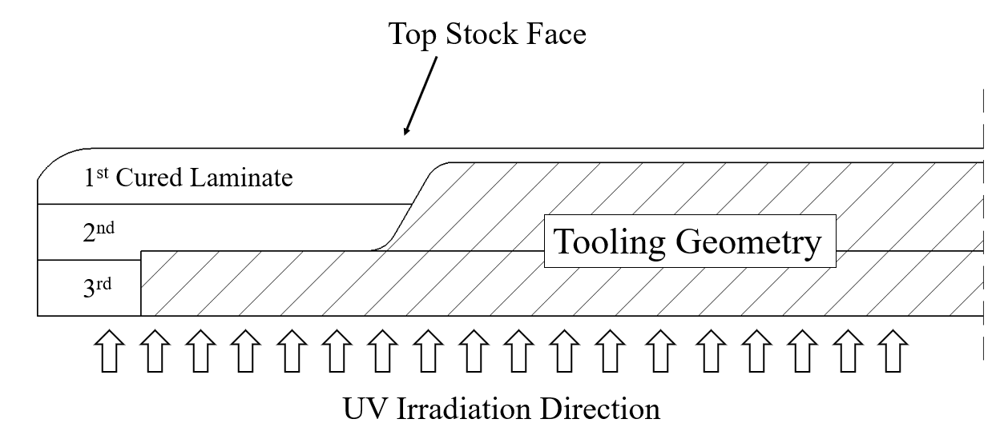 Top Stock Face
1st Cured Laminate
2nd
Tooling Geometry
3rd
UV Irradiation Direction